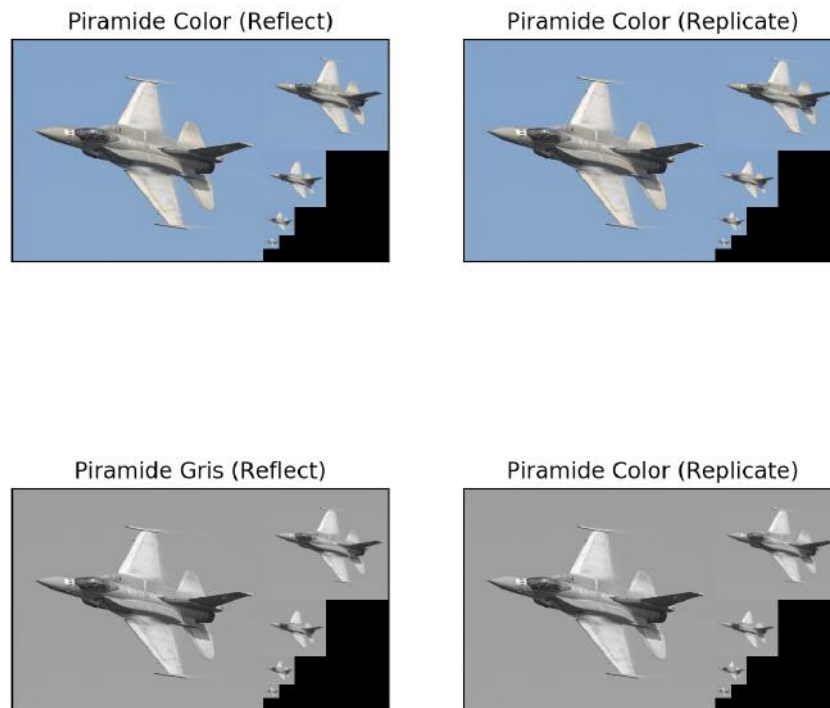 Piramide Color (Reflect)
Piramide Color (Replicate)
Piramide Gris (Reflect)
Piramide Color (Replicate)